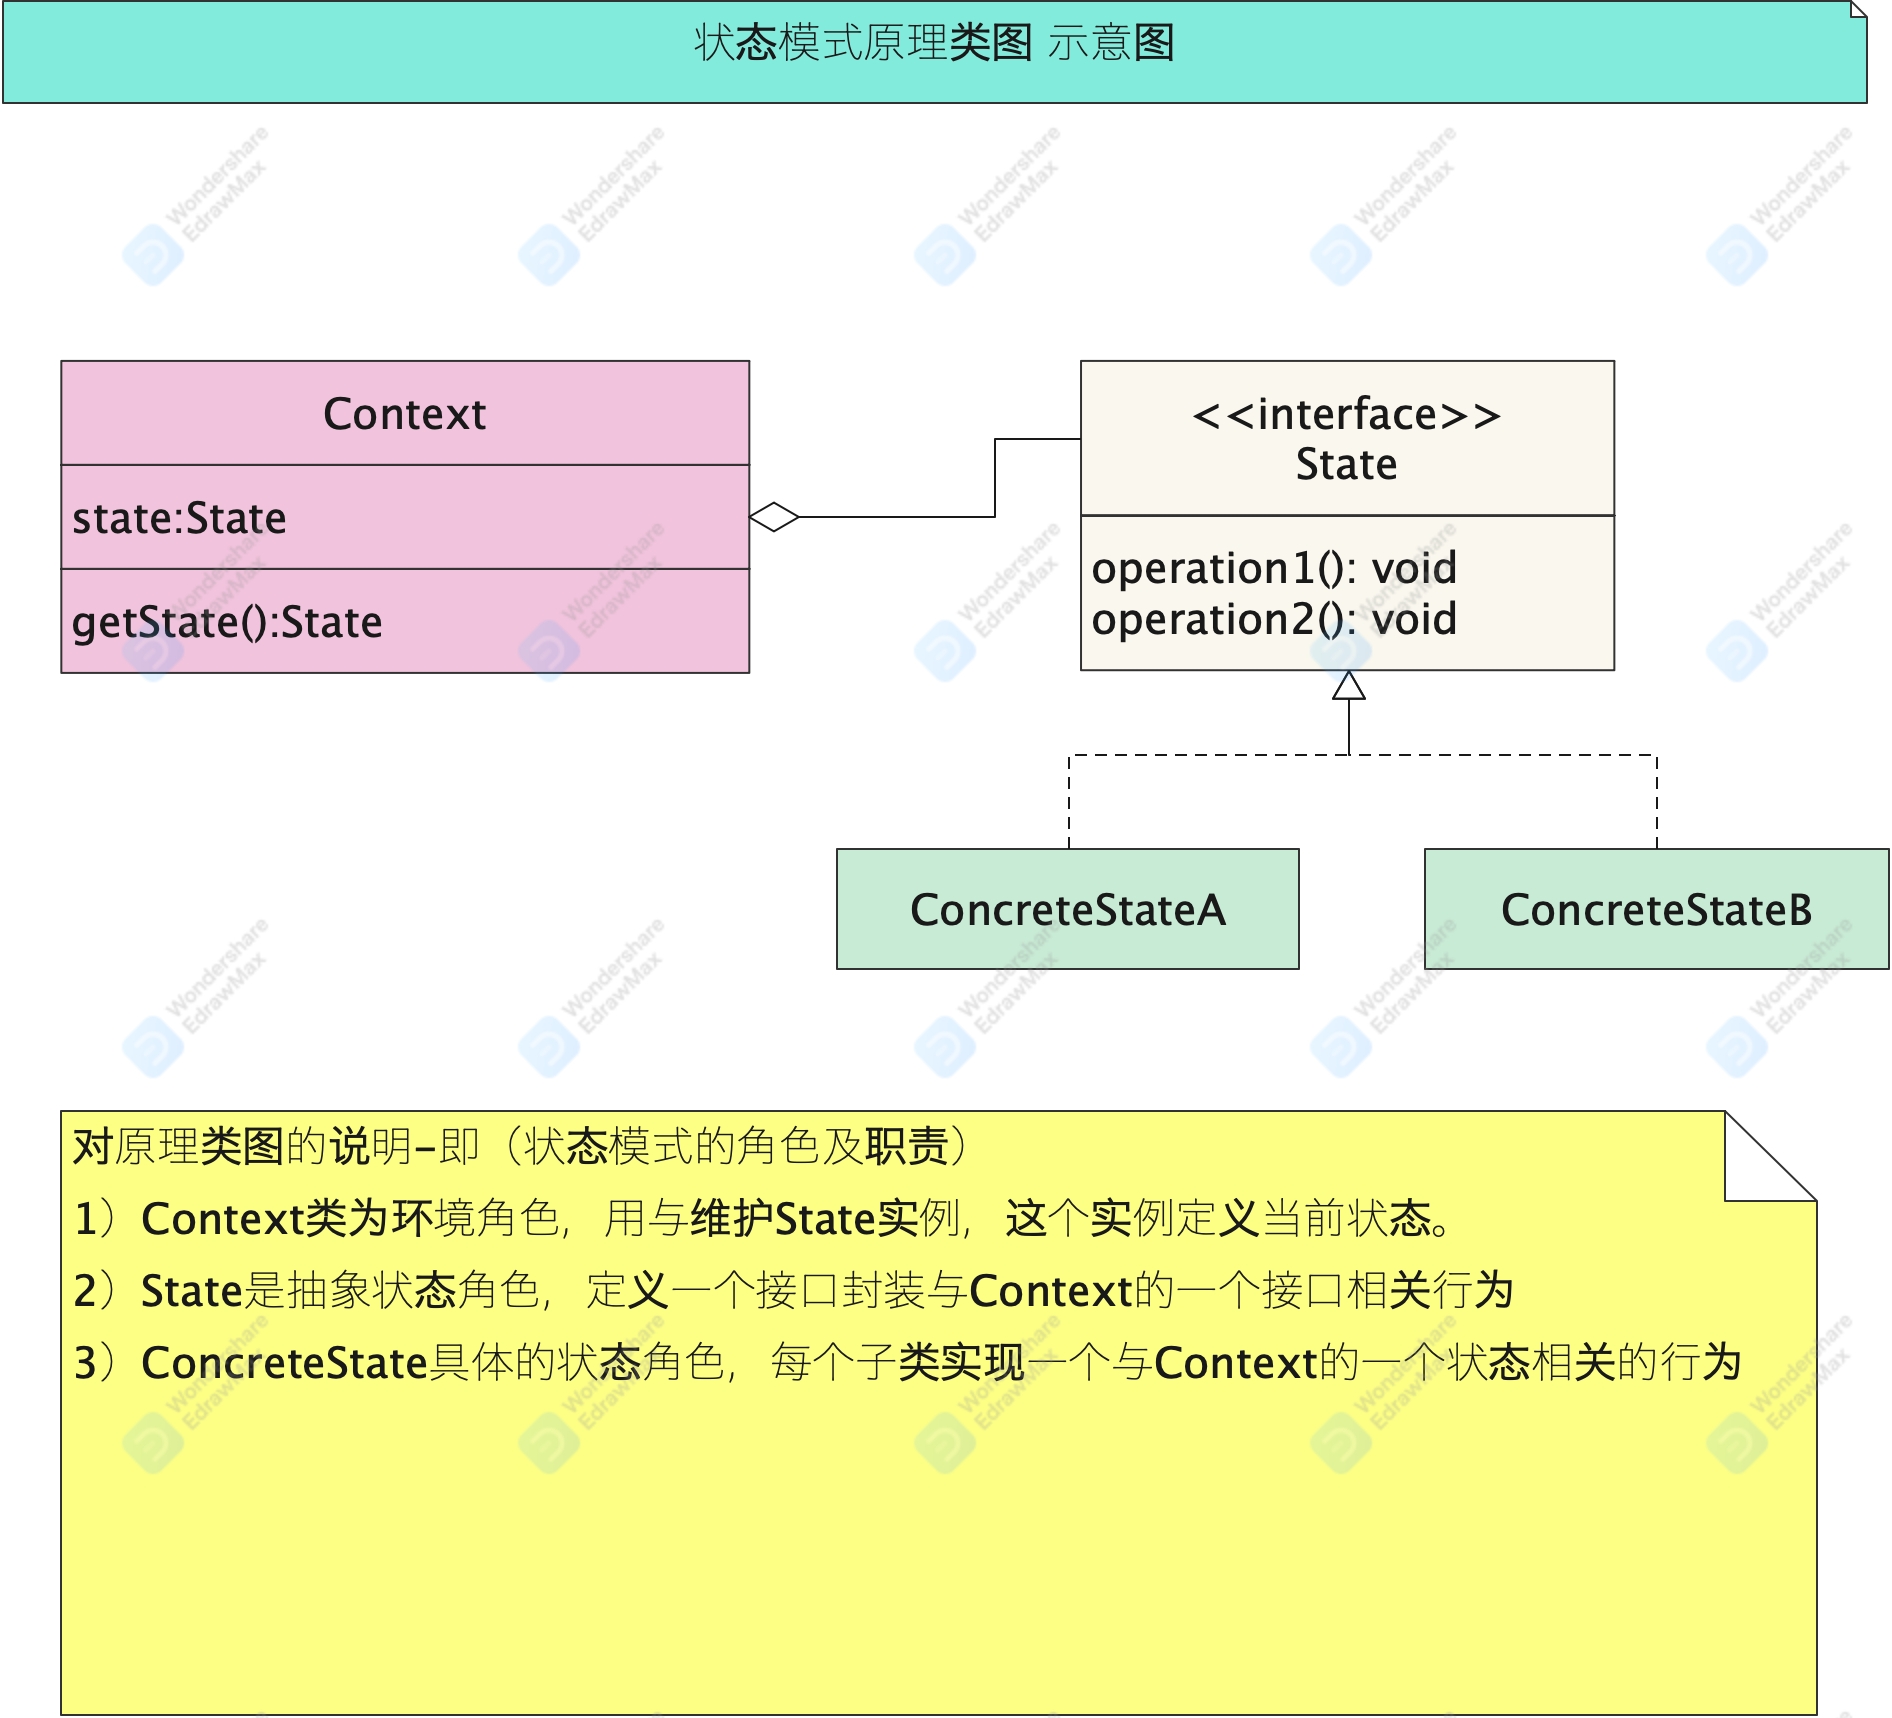 状态模式原理类图 示意图
Context
state:State
getState():State
<<interface>>
State
operation1(): void
operation2(): void
ConcreteStateA
ConcreteStateB
对原理类图的说明-即（状态模式的角色及职责）
1）Context类为环境角色，用与维护State实例，这个实例定义当前状态。
2）State是抽象状态角色，定义一个接口封装与Context的一个接口相关行为
3）ConcreteState具体的状态角色，每个子类实现一个与Context的一个状态相关的行为
Wondershare
EdrawMax